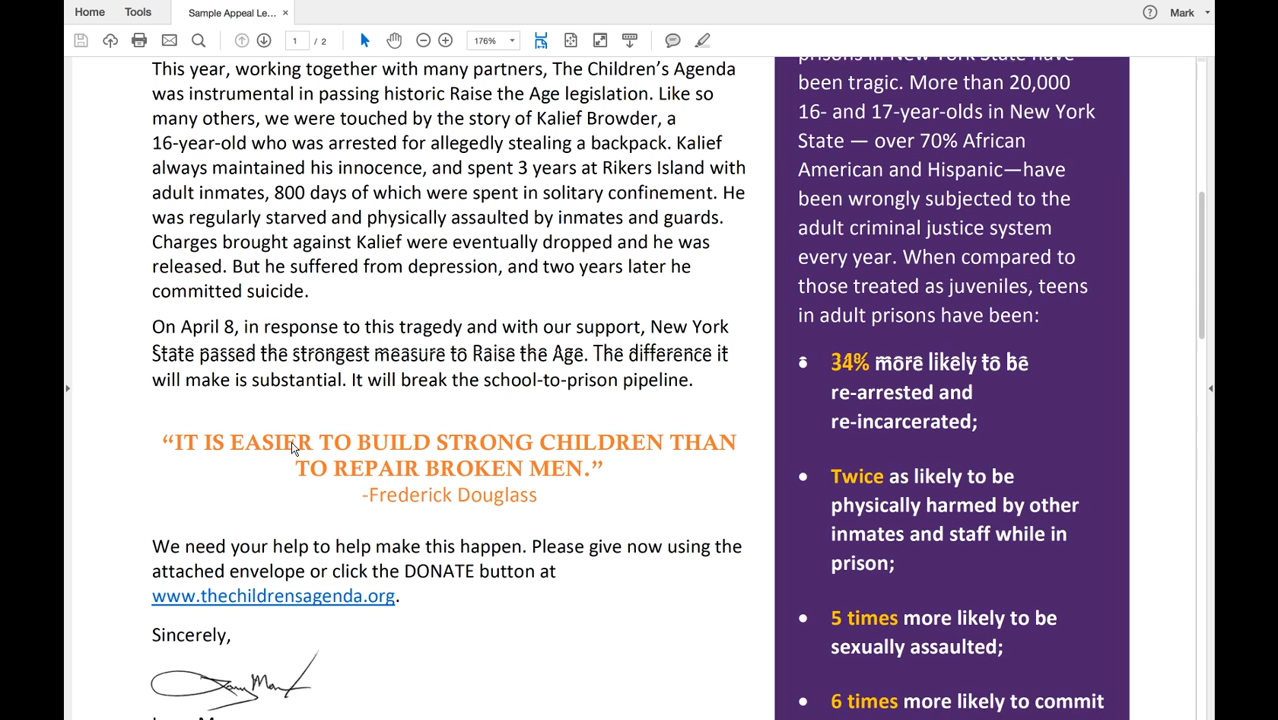 Home Tools Sample Appeal Le... × ? Mark
1 / 2 176%
This year, working together with many partners, The Children's Agenda
was instrumental in passing historic Raise the Age legislation. Like so
many others, we were touched by the story of Kalief Browder, a
16-year-old who was arrested for allegedly stealing a backpack. Kalief
always maintained his innocence, and spent 3 years at Rikers Island with
adult inmates, 800 days of which were spent in solitary confinement. He
was regularly starved and physically assaulted by inmates and guards.
Charges brought against Kalief were eventually dropped and he was
released. But he suffered from depression, and two years later he
committed suicide.
On April 8, in response to this tragedy and with our support, New York
State passed the strongest measure to Raise the Age. The difference it
will make is substantial. It will break the school-to-prison pipeline.
“IT IS EASIER TO BUILD STRONG CHILDREN THAN
TO REPAIR BROKEN MEN.”
-Frederick Douglass
We need your help to help make this happen. Please give now using the
attached envelope or click the DONATE button at
www.thechildrensagenda.org.
Sincerely,
prisons in New York State have
been tragic. More than 20,000
16- and 17-year-olds in New York
State — over 70% African
American and Hispanic—have
been wrongly subjected to the
adult criminal justice system
every year. When compared to
those treated as juveniles, teens
in adult prisons have been:
• 34% more likely to be
re-arrested and
re-incarcerated;
• Twice as likely to be
physically harmed by other
inmates and staff while in
prison;
• 5 times more likely to be
sexually assaulted;
• 6 times more likely to commit